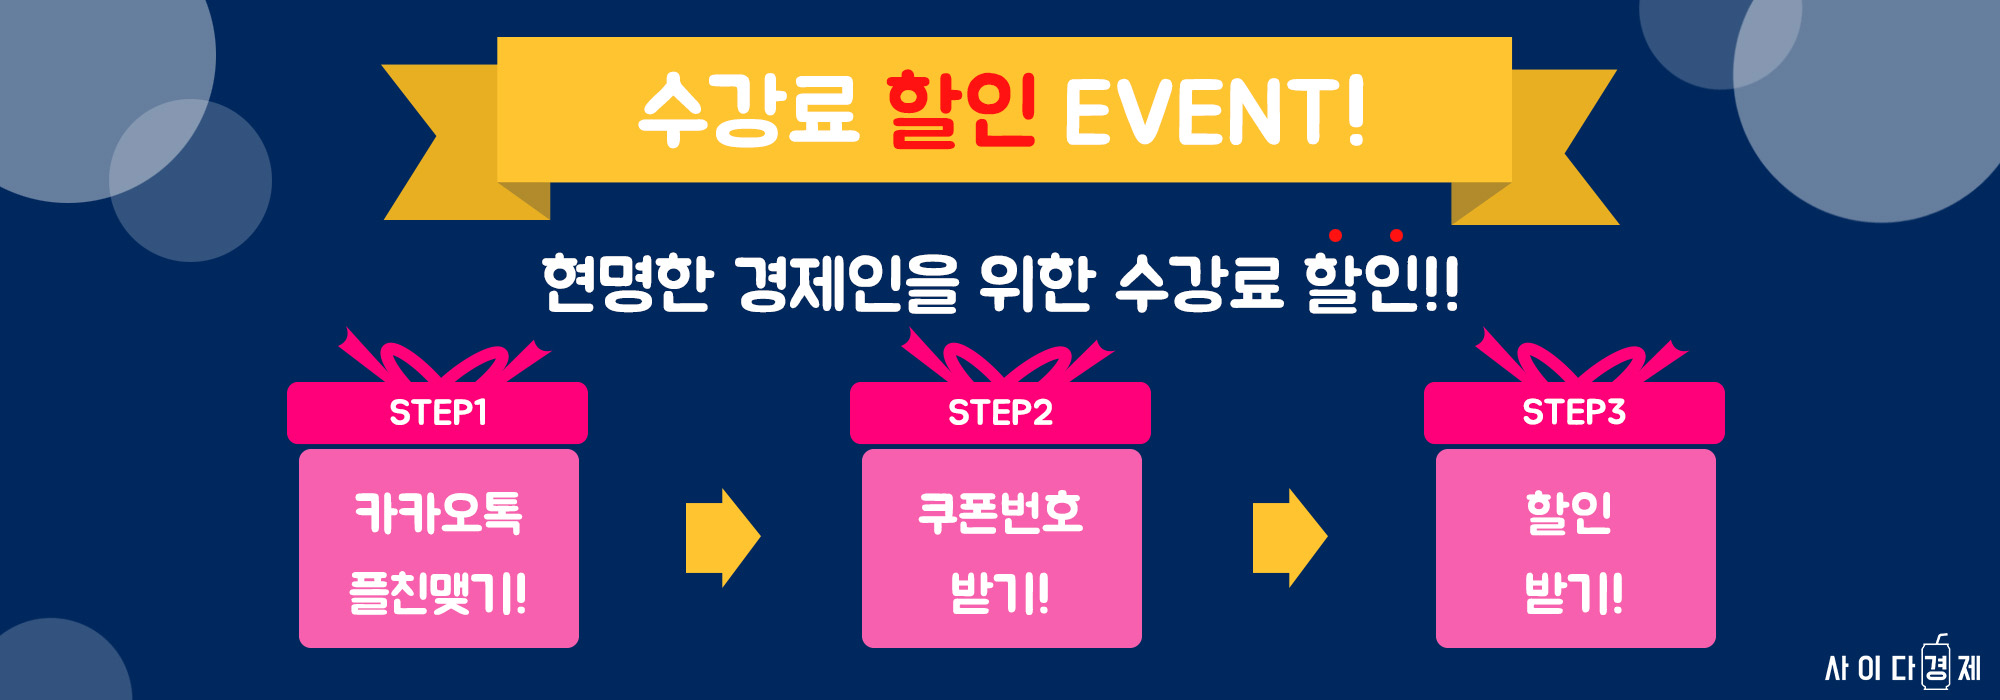 수강료 할인 EVENT!
현명한 경제인을 위한 수강료 할인!!
STEP1
카카오톡
플친맺기!
STEP2
쿠폰번호
받기!
STEP3
할인
받기!
사이다경제